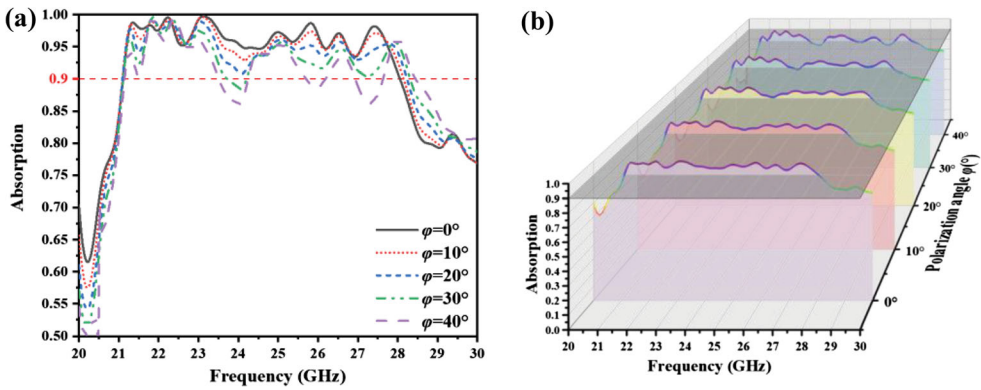 (a)
1.00
0.95
0.9
0.85
0.80
0.75
0.70
0.65
0.60
0.55
0.50
Absorption
φ=0°
φ=10°
φ=20°
φ=30°
φ=40°
20 21 22 23 24 25 26 27 28 29 30
Frequency (GHz)
(b)
1.0
0.9
0.8
0.7
0.6
0.5
0.4
0.3
0.2
0.1
0.0
Absorption
20 21 22 23 24 25 26 27 28 29 30
Frequency (GHz)
40°
30°
20°
10°
0°
Polarization angle φ(°)